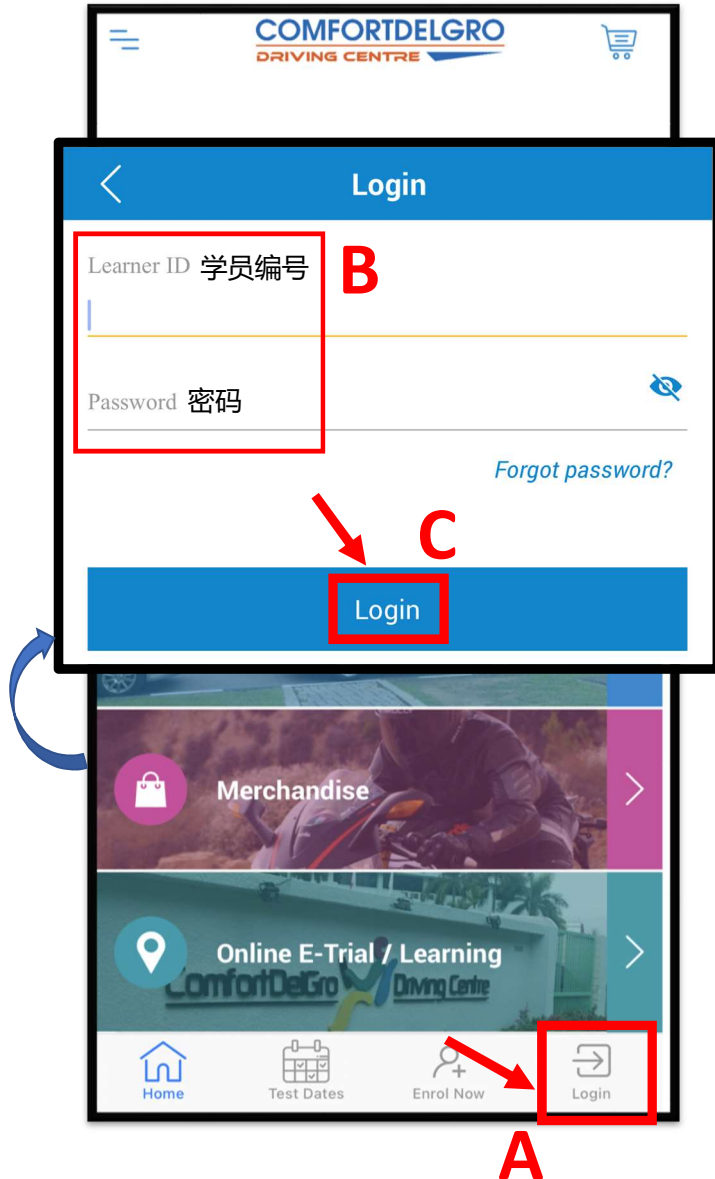 COMFORTDELGRO
DRIVING CENTRE
Login
Learner ID 学员编号
B
Password 密码
Forgot password?
C
Login
Merchandise
Online E-Trial / Learning
ComfortDelGro Driving Centre
Home
Test Dates
Enrol Now
Login
A